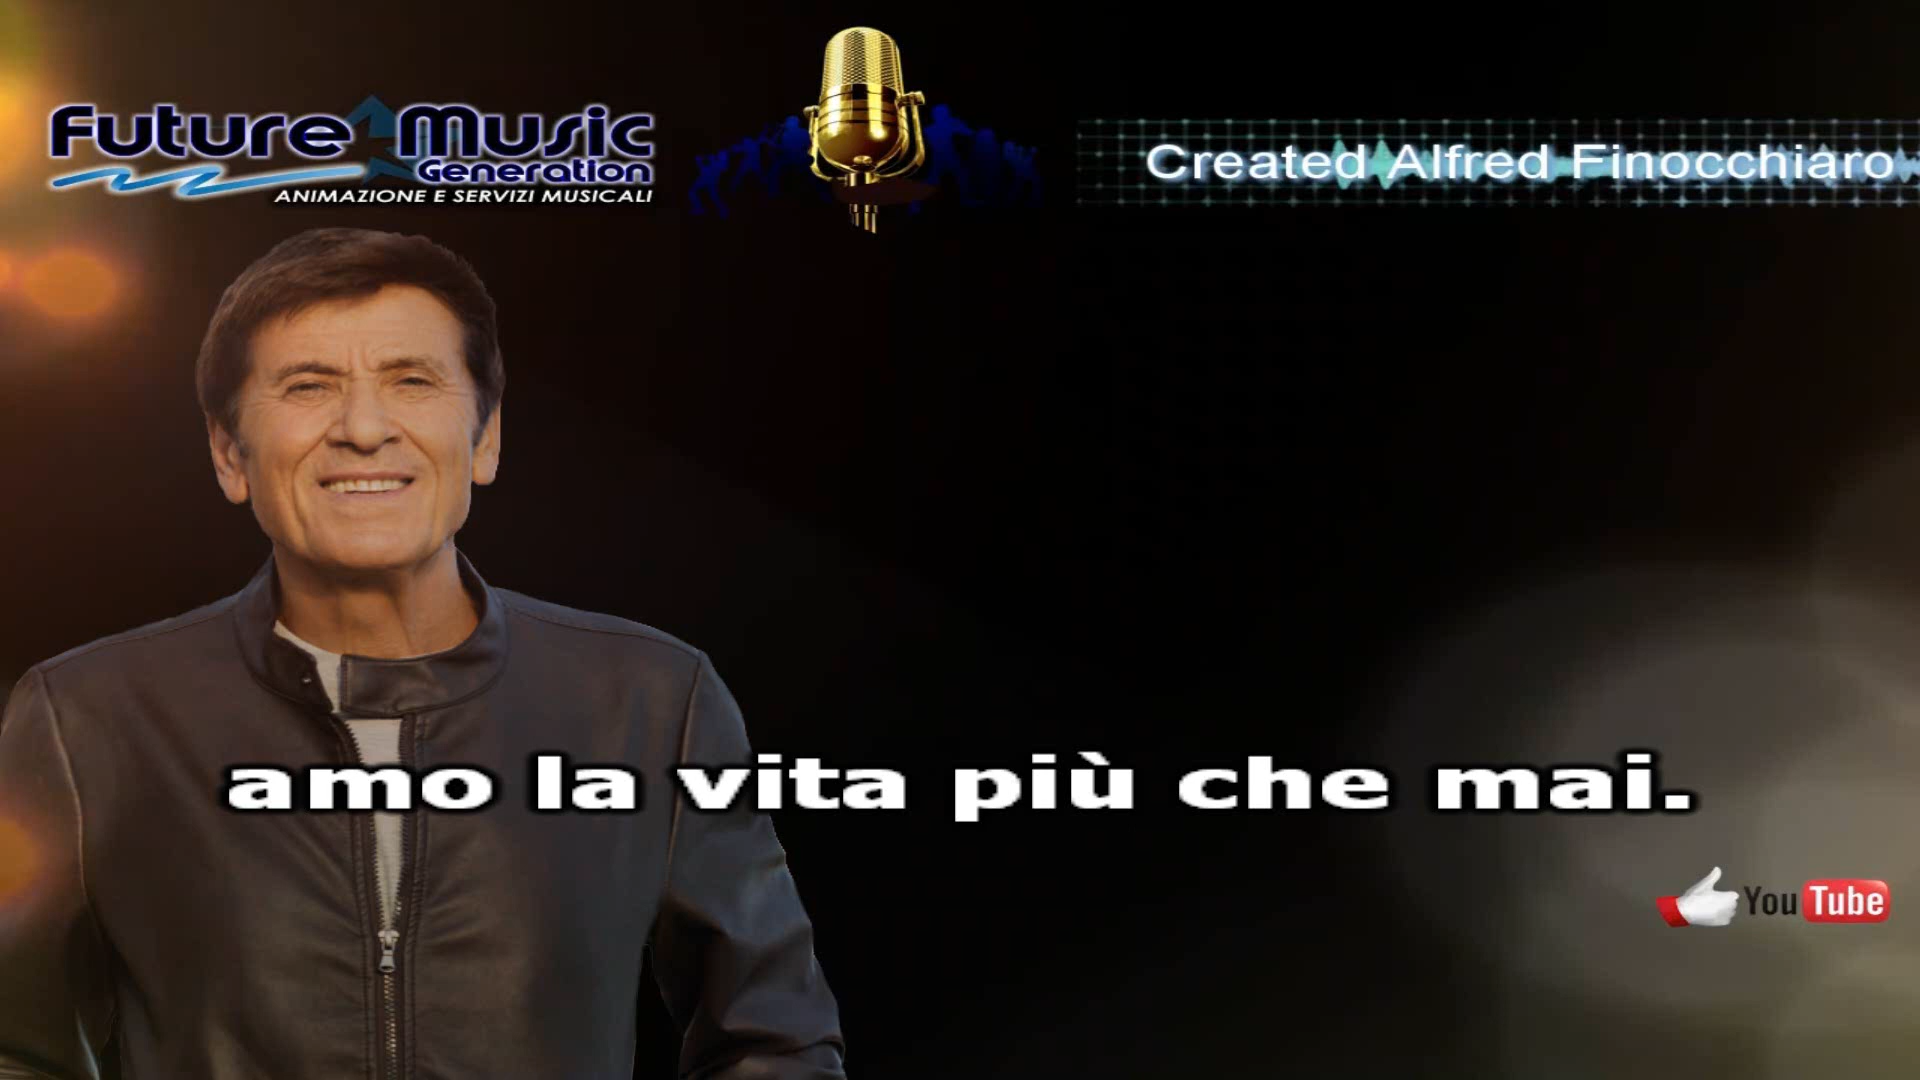 Future Music
Generation
ANIMAZIONE E SERVIZI MUSICALI
Created Alfred Finocchiaro
amo la vita più che mai.
YouTube